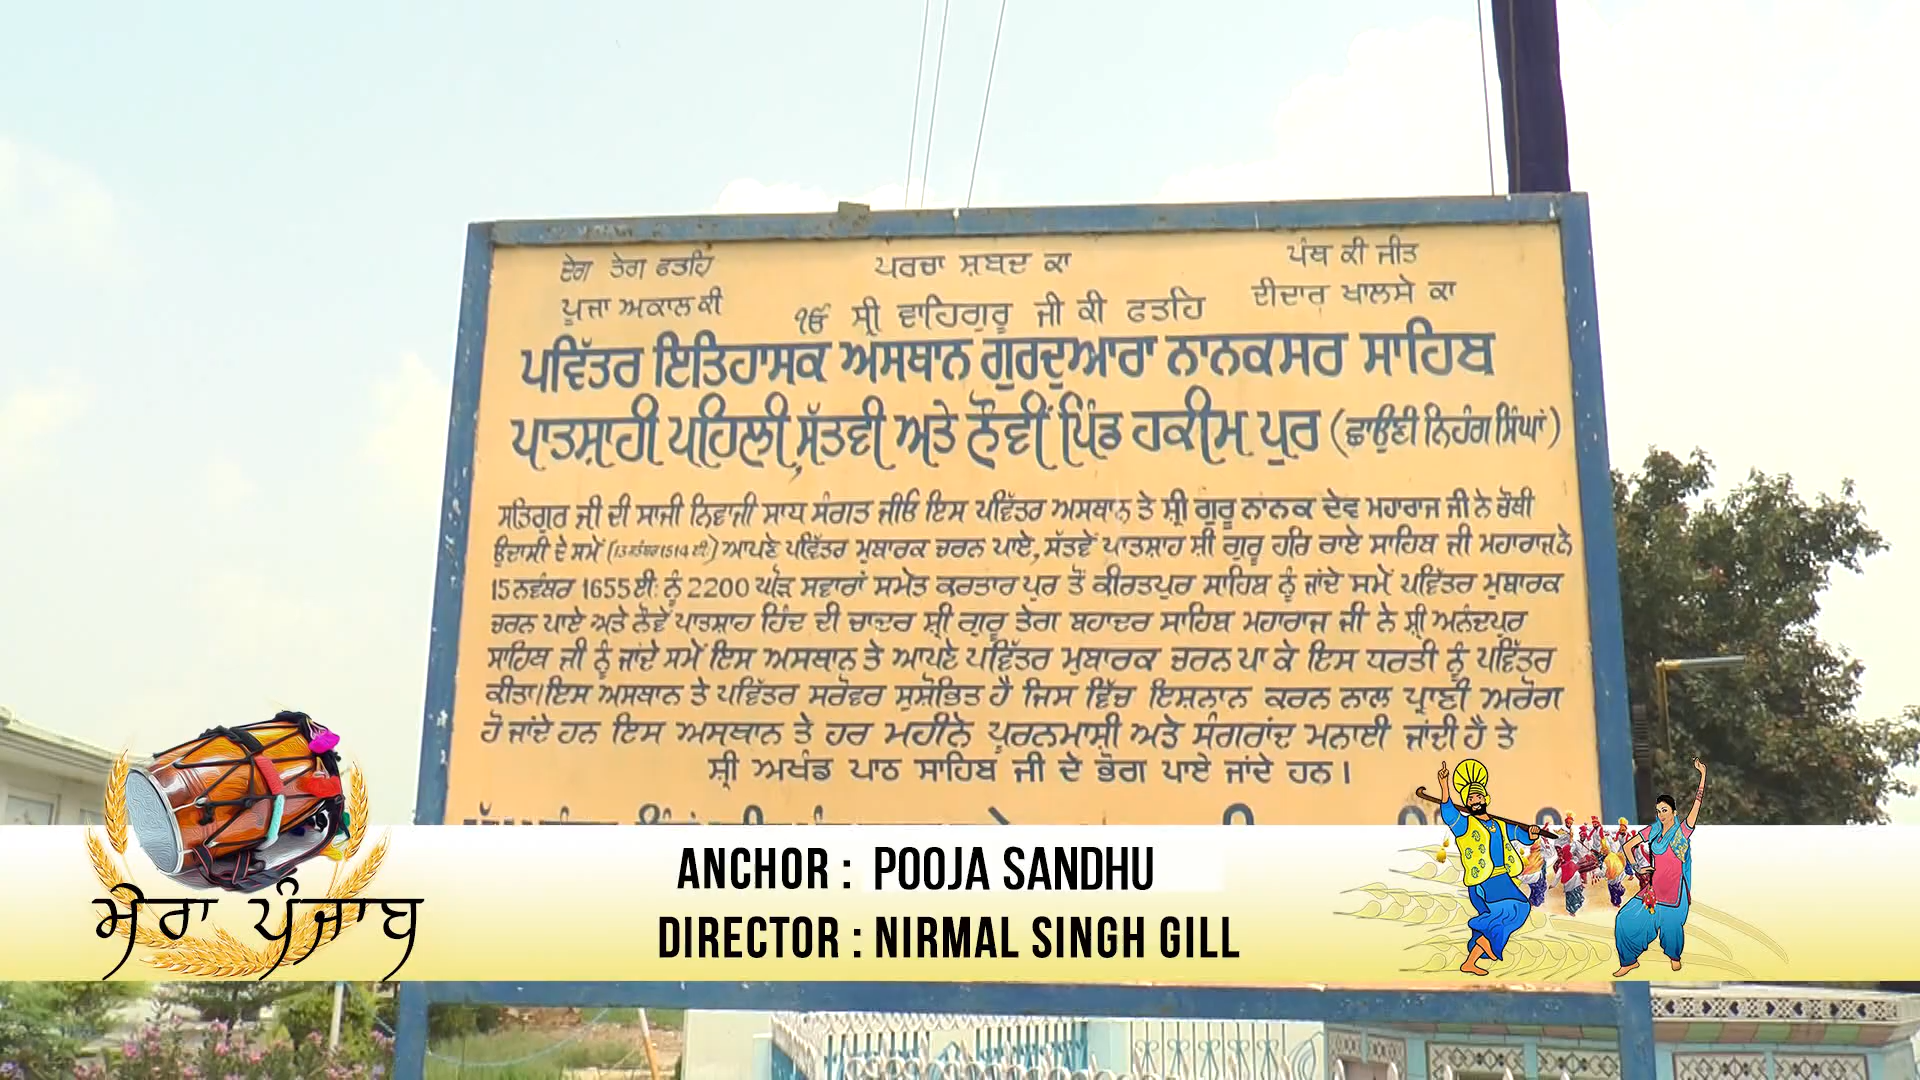 ਦੇਗ ਤੇਗ ਫਤਹਿ ਪਰਚਾ ਸ਼ਬਦ ਕਾ ਪੰਥ ਕੀ ਜੀਤ
ਪੂਜਾ ਅਕਾਲ ਕੀ ੴ ਸ੍ਰੀ ਵਾਹਿਗੁਰੂ ਜੀ ਕੀ ਫਤਹਿ ਦੀਦਾਰ ਖਾਲਸੇ ਕਾ
ਪਵਿੱਤਰ ਇਤਿਹਾਸਕ ਅਸਥਾਨ ਗੁਰਦੁਆਰਾ ਨਾਨਕਸਰ ਸਾਹਿਬ
ਪਾਤਸ਼ਾਹੀ ਪਹਿਲੀ, ਸੱਤਵੀ ਅਤੇ ਨੌਵੀਂ ਪਿੰਡ ਹਕੀਮ ਪੁਰ (ਛਾਉਣੀ ਨਿਹੰਗ ਸਿੰਘਾਂ)
ਸਤਿਗੁਰ ਜੀ ਦੀ ਸਾਜੀ ਨਿਵਾਜੀ ਸਾਧ ਸੰਗਤ ਜੀਓ ਇਸ ਪਵਿੱਤਰ ਅਸਥਾਨ ਤੇ ਸ਼੍ਰੀ ਗੁਰੂ ਨਾਨਕ ਦੇਵ ਮਹਾਰਾਜ ਜੀ ਨੇ ਚੌਥੀ
ਉਦਾਸੀ ਦੇ ਸਮੇਂ (13 ਨਵੰਬਰ 1514 ਈ:) ਆਪਣੇ ਪਵਿੱਤਰ ਮੁਬਾਰਕ ਚਰਨ ਪਾਏ, ਸੱਤਵੇਂ ਪਾਤਸ਼ਾਹ ਸ਼੍ਰੀ ਗੁਰੂ ਹਰਿ ਰਾਏ ਸਾਹਿਬ ਜੀ ਮਹਾਰਾਜ ਨੇ
15 ਨਵੰਬਰ 1655 ਈ: ਨੂੰ 2200 ਘੋੜ ਸਵਾਰਾਂ ਸਮੇਤ ਕਰਤਾਰ ਪੁਰ ਤੋਂ ਕੀਰਤਪੁਰ ਸਾਹਿਬ ਨੂੰ ਜਾਂਦੇ ਸਮੇਂ ਪਵਿੱਤਰ ਮੁਬਾਰਕ
ਚਰਨ ਪਾਏ ਅਤੇ ਨੌਵੇਂ ਪਾਤਸ਼ਾਹ ਹਿੰਦ ਦੀ ਚਾਦਰ ਸ਼੍ਰੀ ਗੁਰੂ ਤੇਗ ਬਹਾਦਰ ਸਾਹਿਬ ਮਹਾਰਾਜ ਜੀ ਨੇ ਸ਼੍ਰੀ ਅਨੰਦਪੁਰ
ਸਾਹਿਬ ਜੀ ਨੂੰ ਜਾਂਦੇ ਸਮੇਂ ਇਸ ਅਸਥਾਨ ਤੇ ਆਪਣੇ ਪਵਿੱਤਰ ਮੁਬਾਰਕ ਚਰਨ ਪਾ ਕੇ ਇਸ ਧਰਤੀ ਨੂੰ ਪਵਿੱਤਰ
ਕੀਤਾ। ਇਸ ਅਸਥਾਨ ਤੇ ਪਵਿੱਤਰ ਸਰੋਵਰ ਸੁਸ਼ੋਭਿਤ ਹੈ ਜਿਸ ਵਿੱਚ ਇਸ਼ਨਾਨ ਕਰਨ ਨਾਲ ਪ੍ਰਾਣੀ ਅਰੋਗ
ਹੋ ਜਾਂਦੇ ਹਨ ਇਸ ਅਸਥਾਨ ਤੇ ਹਰ ਮਹੀਨੇ ਪੂਰਨਮਾਸ਼ੀ ਅਤੇ ਸੰਗਰਾਂਦ ਮਨਾਈ ਜਾਂਦੀ ਹੈ ਤੇ
ਸ਼੍ਰੀ ਅਖੰਡ ਪਾਠ ਸਾਹਿਬ ਜੀ ਦੇ ਭੋਗ ਪਾਏ ਜਾਂਦੇ ਹਨ।
ਮੇਰਾ ਪੰਜਾਬ
ANCHOR : POOJA SANDHU
DIRECTOR : NIRMAL SINGH GILL